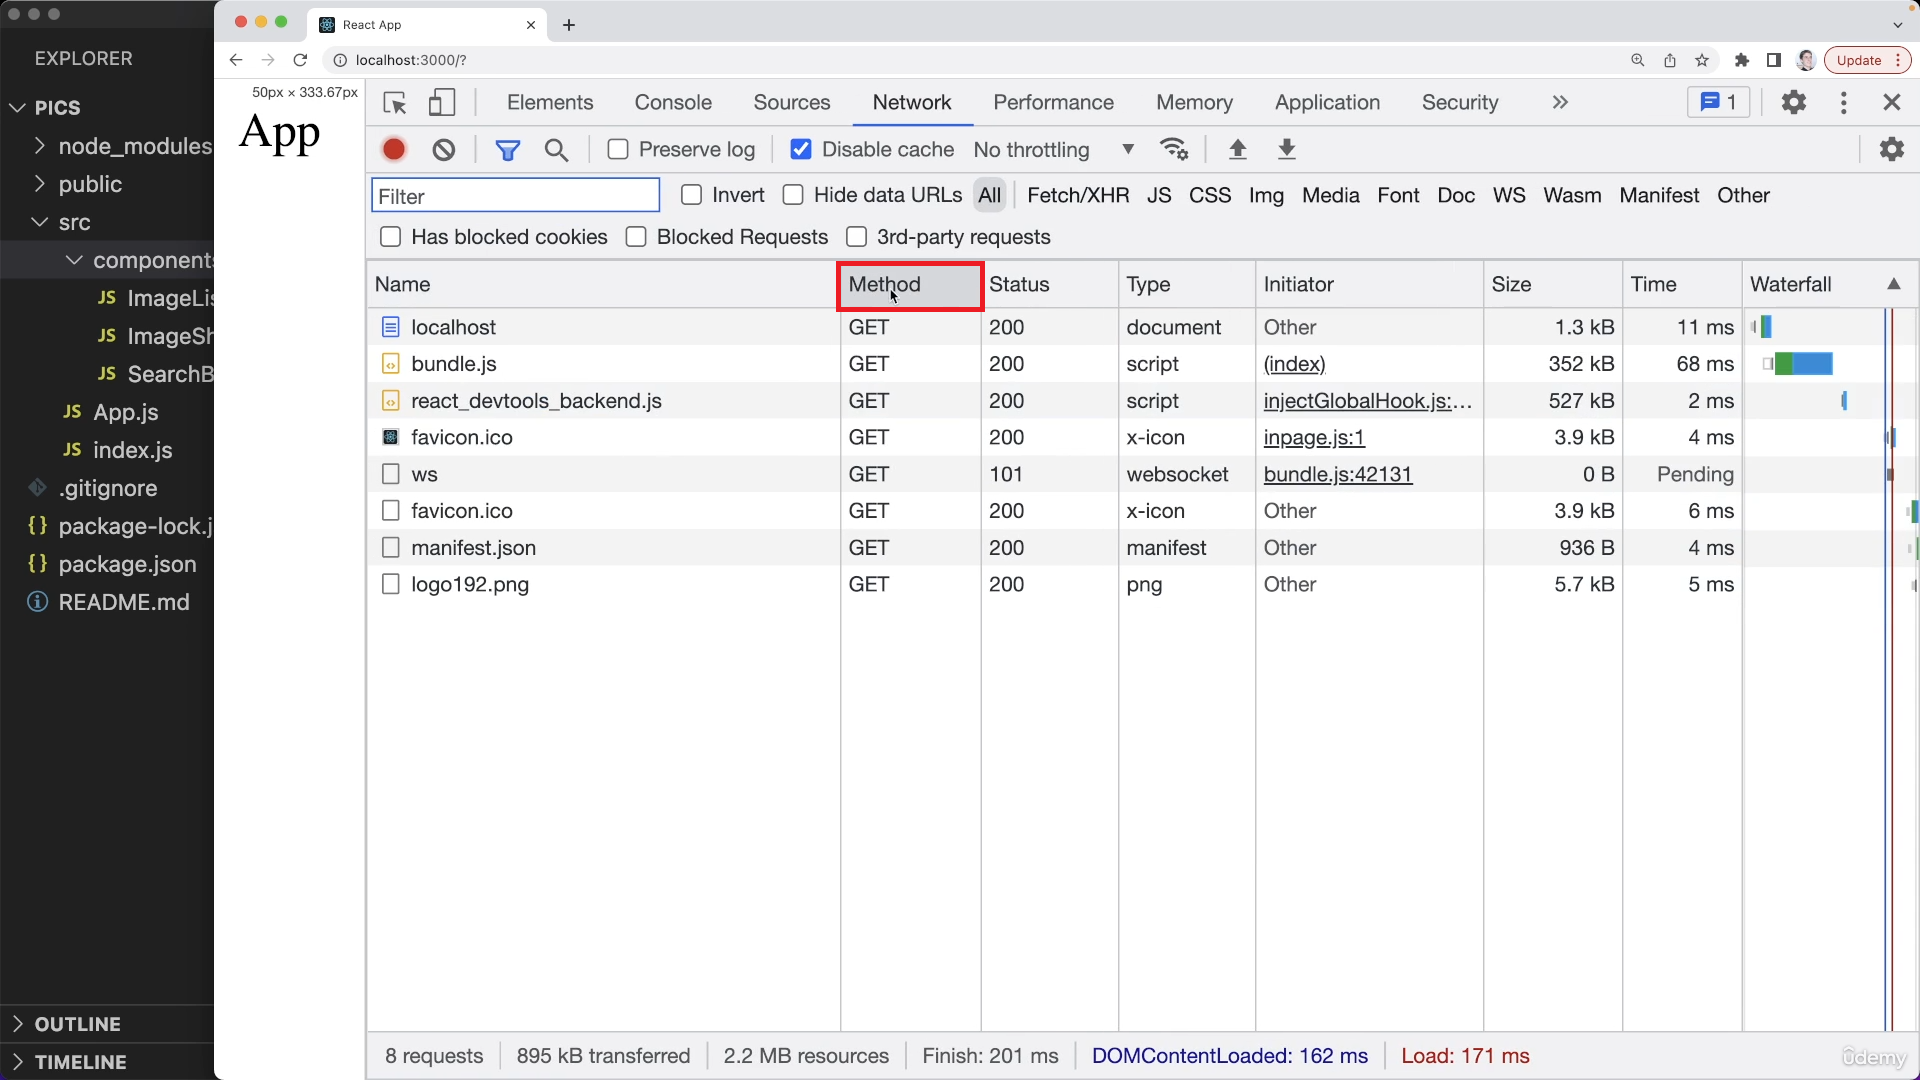 EXPLORER
PICS
node_modules
public
src
components
JS ImageLis
JS ImageSh
JS SearchB
JS App.js
JS index.js
.gitignore
{} package-lock.j
{} package.json
README.md
OUTLINE
TIMELINE
React App
localhost:3000/?
Update
50px × 333.67px
App
Elements Console Sources Network Performance Memory Application Security 1
Preserve log Disable cache No throttling
Filter Invert Hide data URLs All Fetch/XHR JS CSS Img Media Font Doc WS Wasm Manifest Other
Has blocked cookies Blocked Requests 3rd-party requests
Name Method Status Type Initiator Size Time Waterfall
localhost GET 200 document Other 1.3 kB 11 ms
bundle.js GET 200 script (index) 352 kB 68 ms
react_devtools_backend.js GET 200 script injectGlobalHook.js:... 527 kB 2 ms
favicon.ico GET 200 x-icon inpage.js:1 3.9 kB 4 ms
ws GET 101 websocket bundle.js:42131 0 B Pending
favicon.ico GET 200 x-icon Other 3.9 kB 6 ms
manifest.json GET 200 manifest Other 936 B 4 ms
logo192.png GET 200 png Other 5.7 kB 5 ms
8 requests 895 kB transferred 2.2 MB resources Finish: 201 ms DOMContentLoaded: 162 ms Load: 171 ms
ûdemy